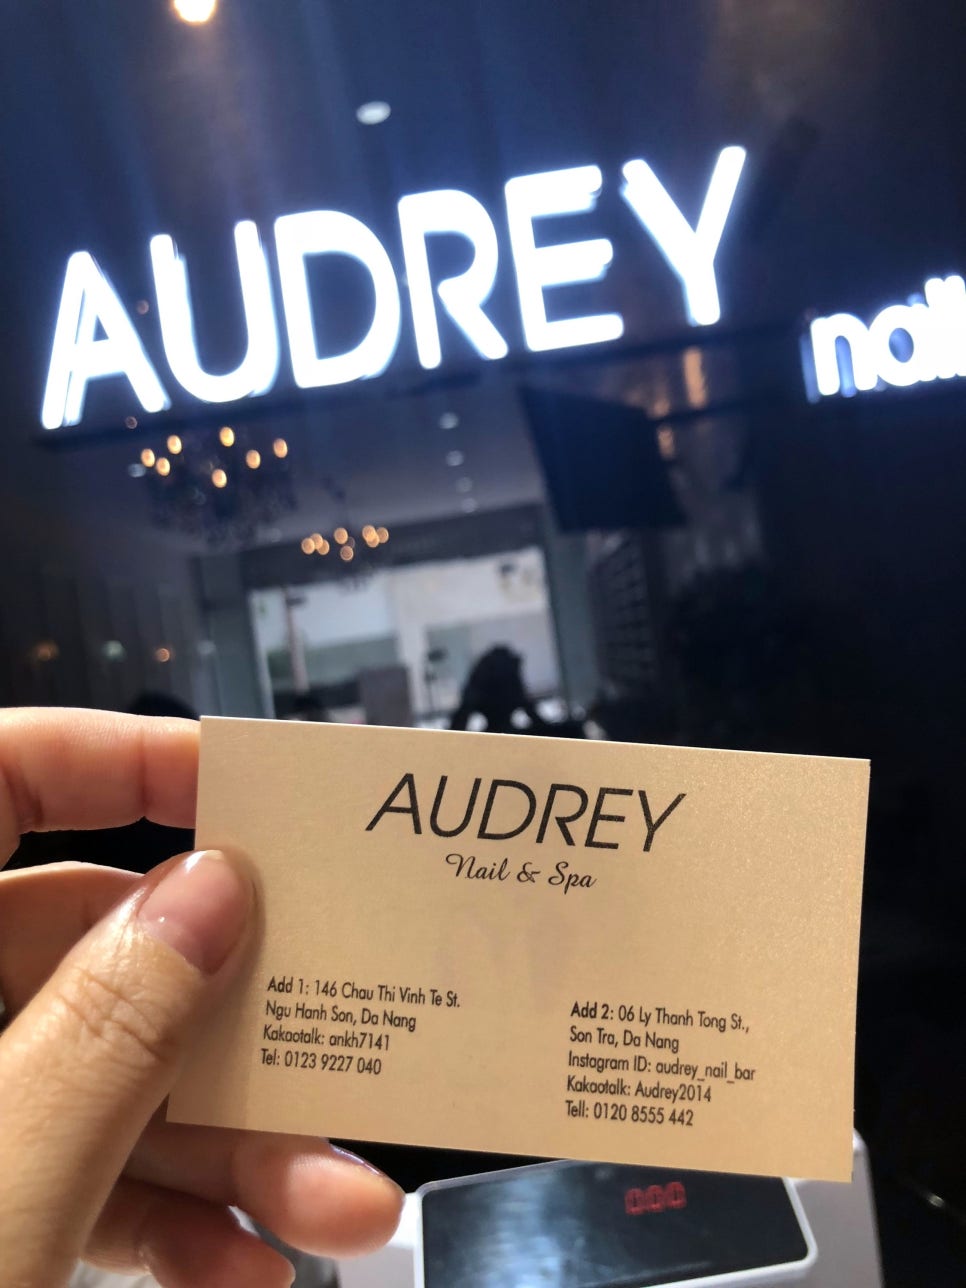 AUDREY
nail
AUDREY
Nail & Spa
Add 1: 146 Chau Thi Vinh Te St.
Ngu Hanh Son, Da Nang
Kakaotalk: ankh7141
Tel: 0123 9227 040
Add 2: 06 Ly Thanh Tong St.,
Son Tra, Da Nang
Instagram ID: audrey_nail_bar
Kakaotalk: Audrey2014
Tell: 0120 8555 442
000